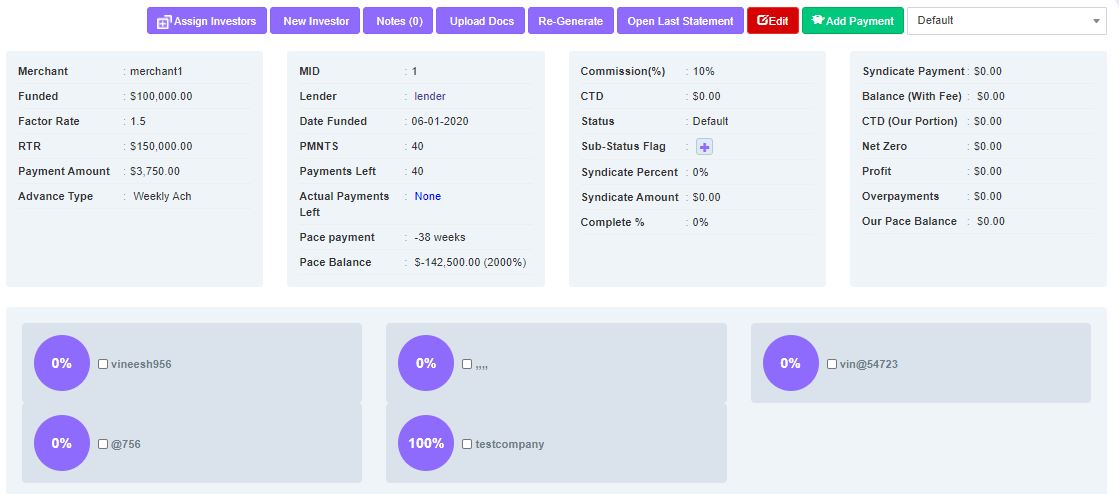 Assign Investors New Investor Notes (0) Upload Docs Re-Generate Open Last Statement Edit Add Payment Default
Merchant : merchant1
Funded : $100,000.00
Factor Rate : 1.5
RTR : $150,000.00
Payment Amount : $3,750.00
Advance Type : Weekly Ach
MID : 1
Lender : lender
Date Funded : 06-01-2020
PMNTS : 40
Payments Left : 40
Actual Payments : None
Left
Pace payment : -38 weeks
Pace Balance : $-142,500.00 (2000%)
Commission(%) : 10%
CTD : $0.00
Status : Default
Sub-Status Flag :
Syndicate Percent : 0%
Syndicate Amount : $0.00
Complete % : 0%
Syndicate Payment : $0.00
Balance (With Fee) : $0.00
CTD (Our Portion) : $0.00
Net Zero : $0.00
Profit : $0.00
Overpayments : $0.00
Our Pace Balance : $0.00
0% vineesh956
0% ,,,,
0% vin@54723
0% @756
100% testcompany